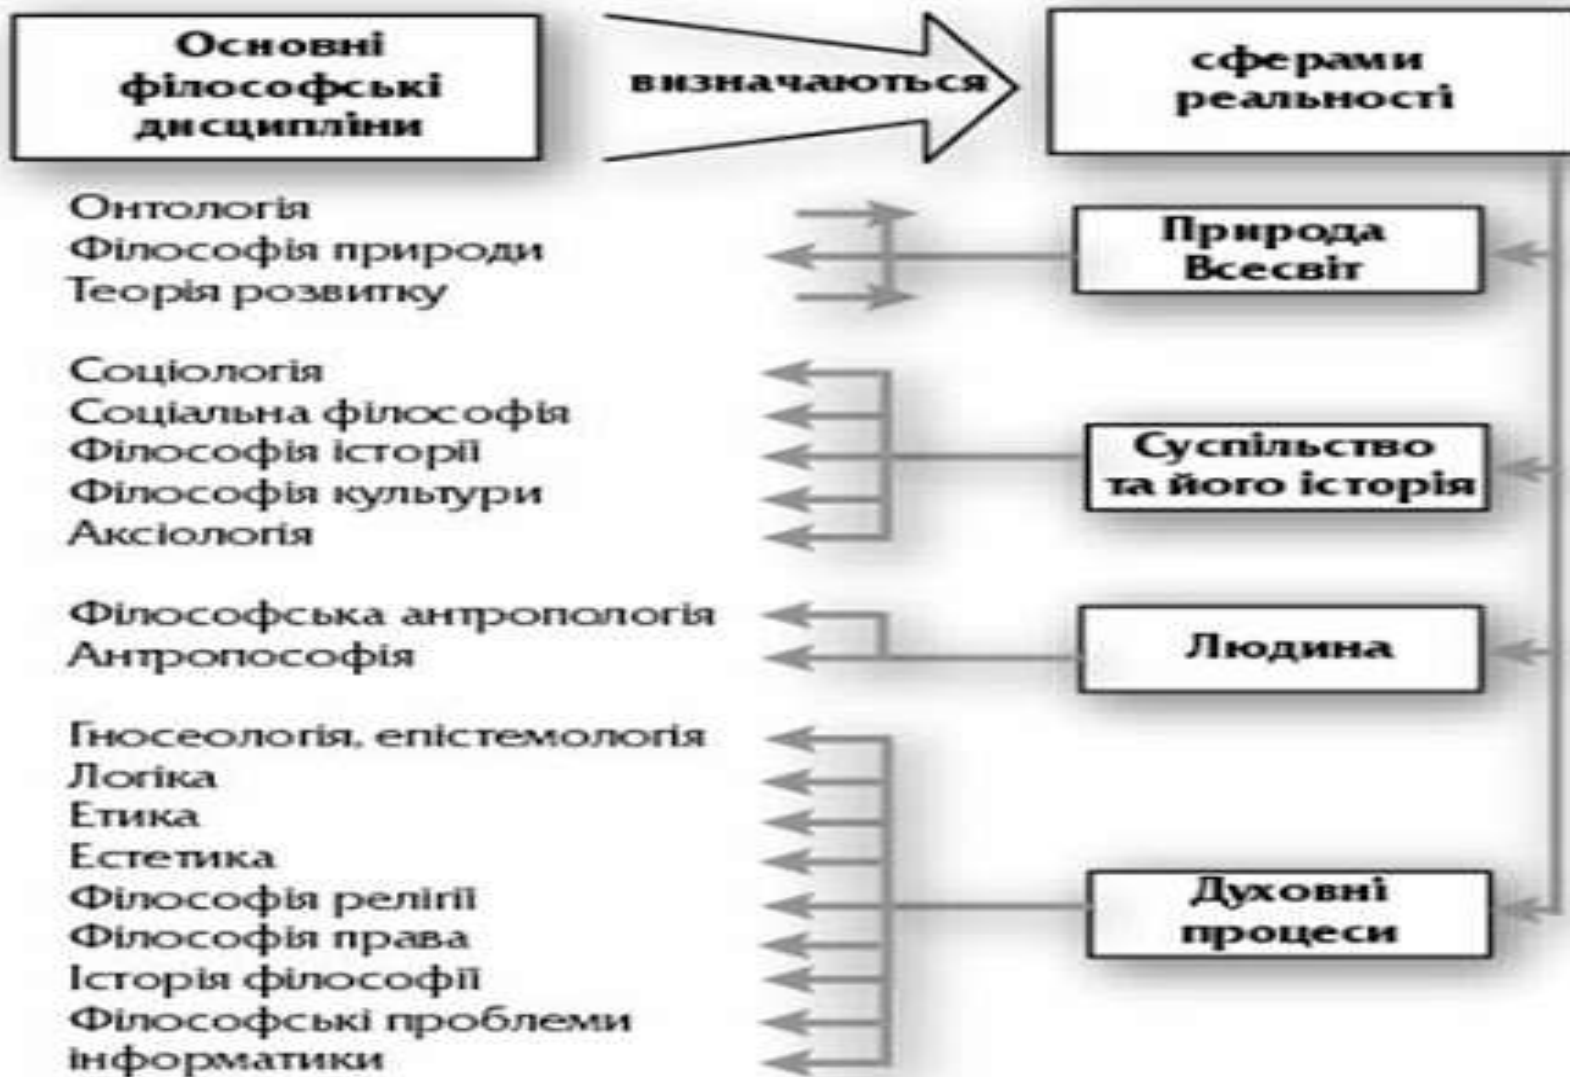 Основні
філософські
дисципліни
визначаються
сферами
реальності
Онтологія
Філософія природи
Теорія розвитку
Природа
Всесвіт
Соціологія
Соціальна філософія
Філософія історії
Філософія культури
Аксіологія
Суспільство
та його історія
Філософська антропологія
Антропософія
Людина
Гносеологія, епістемологія
Логіка
Етика
Естетика
Філософія релігії
Філософія права
Історія філософії
Філософські проблеми
інформатики
Духовні
процеси